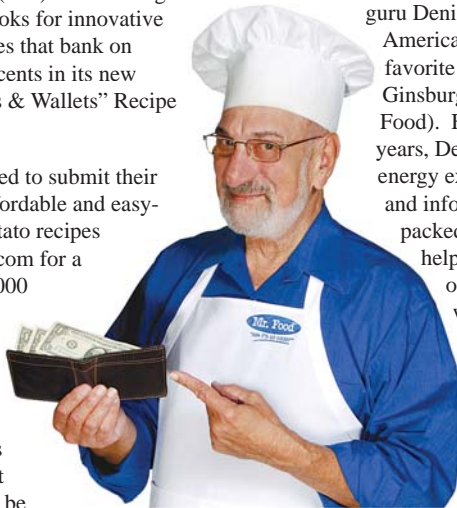 ooks for innovative
es that bank on
cents in its new
s & Wallets” Recipe
ed to submit their
fordable and easy-
tato recipes
com for a
000
s
t
be
guru Deni
America
favorite
Ginsburg
Food).
years, De
energy ex
and info
packed
help
o
Mr. Food